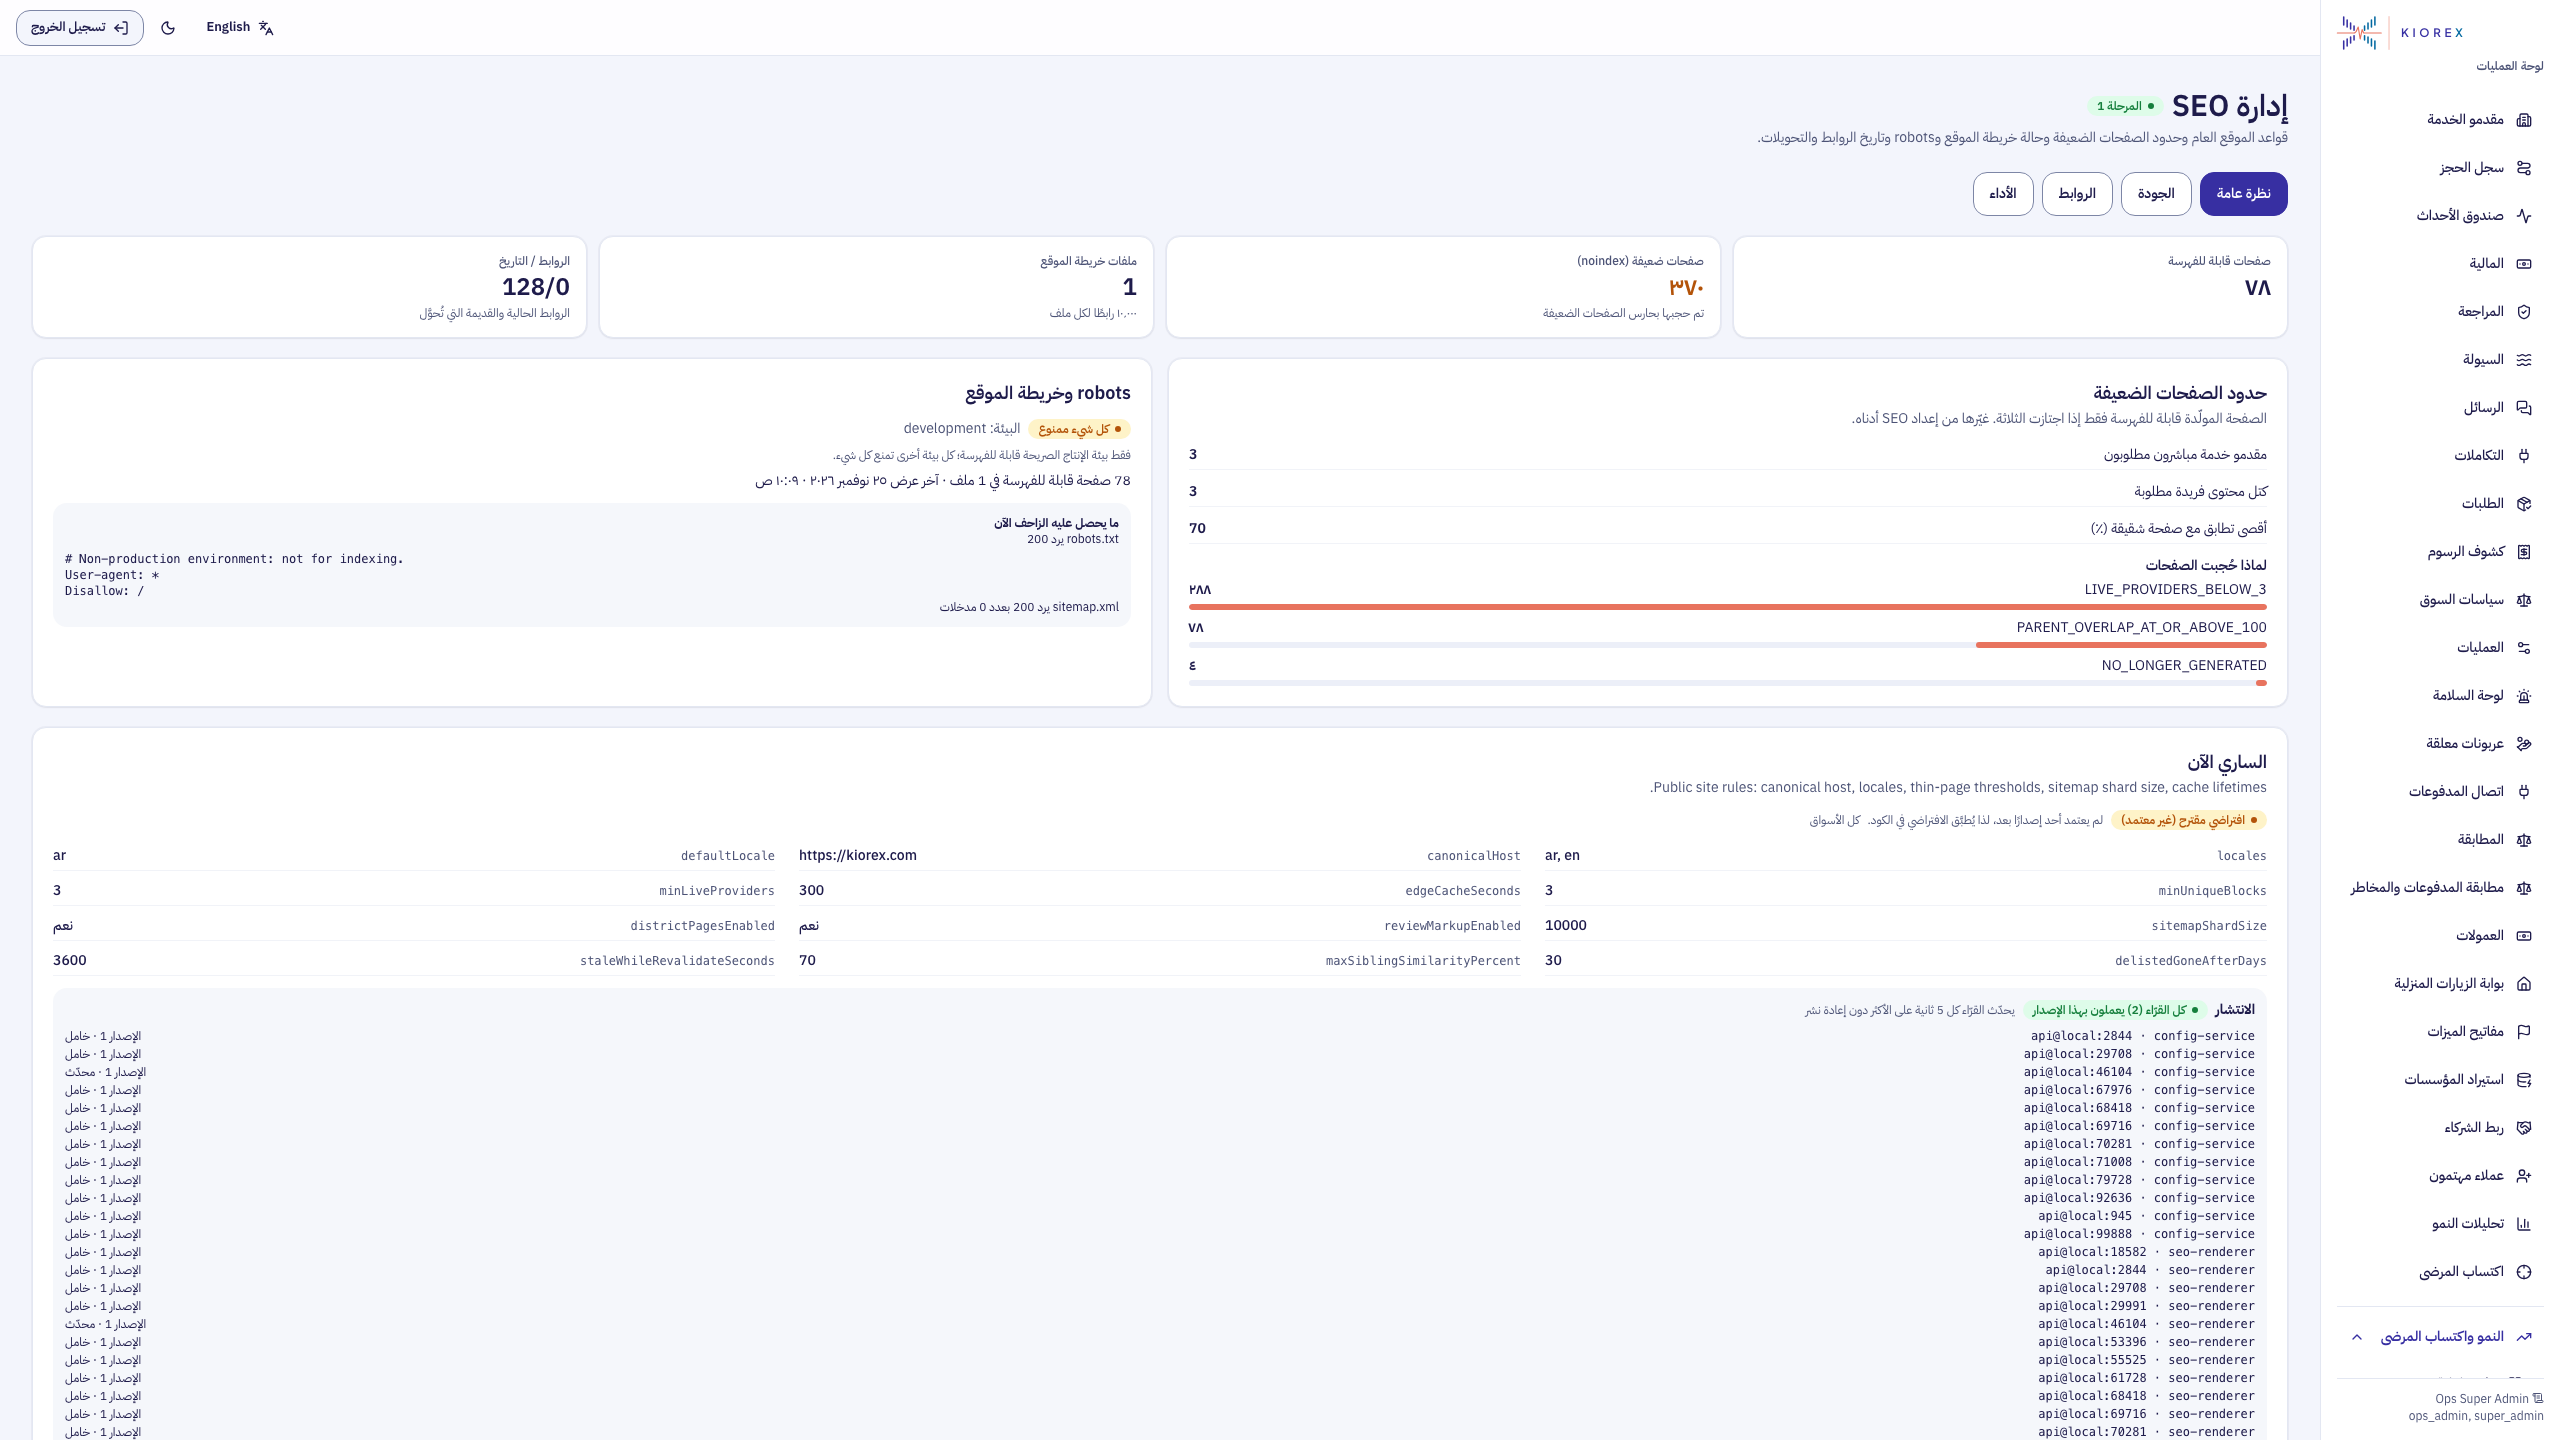 KIOREX
لوحة العمليات
مقدمو الخدمة
سجل الحجز
صندوق الأحداث
المالية
المراجعة
السيولة
الرسائل
التكاملات
الطلبات
كشوف الرسوم
سياسات السوق
العمليات
لوحة السلامة
عربونات معلقة
اتصال المدفوعات
المطابقة
مطابقة المدفوعات والمخاطر
العمولات
بوابة الزيارات المنزلية
مفاتيح الميزات
استيراد المؤسسات
ربط الشركاء
عملاء مهتمون
تحليلات النمو
اكتساب المرضى
النمو واكتساب المرضى
Ops Super Admin
ops_admin, super_admin
English
تسجيل الخروج
إدارة SEO
المرحلة 1
قواعد الموقع العام وحدود الصفحات الضعيفة وحالة خريطة الموقع وrobots وتاريخ الروابط والتحويلات.
نظرة عامة
الجودة
الروابط
الأداء
صفحات قابلة للفهرسة
٧٨
صفحات ضعيفة (noindex)
٣٧٠
تم حجبها بحارس الصفحات الضعيفة
ملفات خريطة الموقع
1
١٠٬٠٠٠ رابطًا لكل ملف
الروابط / التاريخ
128/0
الروابط الحالية والقديمة التي تُحوَّل
حدود الصفحات الضعيفة
الصفحة المولّدة قابلة للفهرسة فقط إذا اجتازت الثلاثة. غيّرها من إعداد SEO أدناه.
مقدمو خدمة مباشرون مطلوبون 3
كتل محتوى فريدة مطلوبة 3
أقصى تطابق مع صفحة شقيقة (٪) 70
لماذا حُجبت الصفحات
LIVE_PROVIDERS_BELOW_3 ٢٨٨
PARENT_OVERLAP_AT_OR_ABOVE_100 ٧٨
NO_LONGER_GENERATED ٤
robots وخريطة الموقع
كل شيء ممنوع البيئة: development
فقط بيئة الإنتاج الصريحة قابلة للفهرسة؛ كل بيئة أخرى تمنع كل شيء.
78 صفحة قابلة للفهرسة في 1 ملف · آخر عرض ٢٥ نوفمبر ٢٠٢٦ · ١٠:٠٩ ص
ما يحصل عليه الزاحف الآن
robots.txt يرد 200
# Non-production environment: not for indexing.
User-agent: *
Disallow: /
sitemap.xml يرد 200 بعدد 0 مدخلات
الساري الآن
Public site rules: canonical host, locales, thin-page thresholds, sitemap shard size, cache lifetimes.
افتراضي مقترح (غير معتمد) لم يعتمد أحد إصدارًا بعد، لذا يُطبَّق الافتراضي في الكود. كل الأسواق
locales ar, en canonicalHost https://kiorex.com defaultLocale ar
minUniqueBlocks 3 edgeCacheSeconds 300 minLiveProviders 3
sitemapShardSize 10000 reviewMarkupEnabled نعم districtPagesEnabled نعم
delistedGoneAfterDays 30 maxSiblingSimilarityPercent 70 staleWhileRevalidateSeconds 3600
الانتشار كل القرّاء (2) يعملون بهذا الإصدار يحدّث القرّاء كل 5 ثانية على الأكثر دون إعادة نشر
api@local:2844 · config-service الإصدار 1 · خامل
api@local:29708 · config-service الإصدار 1 · خامل
api@local:46104 · config-service الإصدار 1 · محدّث
api@local:67976 · config-service الإصدار 1 · خامل
api@local:68418 · config-service الإصدار 1 · خامل
api@local:69716 · config-service الإصدار 1 · خامل
api@local:70281 · config-service الإصدار 1 · خامل
api@local:71008 · config-service الإصدار 1 · خامل
api@local:79728 · config-service الإصدار 1 · خامل
api@local:92636 · config-service الإصدار 1 · خامل
api@local:945 · config-service الإصدار 1 · خامل
api@local:99888 · config-service الإصدار 1 · خامل
api@local:18582 · seo-renderer الإصدار 1 · خامل
api@local:2844 · seo-renderer الإصدار 1 · خامل
api@local:29708 · seo-renderer الإصدار 1 · خامل
api@local:29991 · seo-renderer الإصدار 1 · خامل
api@local:46104 · seo-renderer الإصدار 1 · محدّث
api@local:53396 · seo-renderer الإصدار 1 · خامل
api@local:55525 · seo-renderer الإصدار 1 · خامل
api@local:61728 · seo-renderer الإصدار 1 · خامل
api@local:68418 · seo-renderer الإصدار 1 · خامل
api@local:69716 · seo-renderer الإصدار 1 · خامل
api@local:70281 · seo-renderer الإصدار 1 · خامل